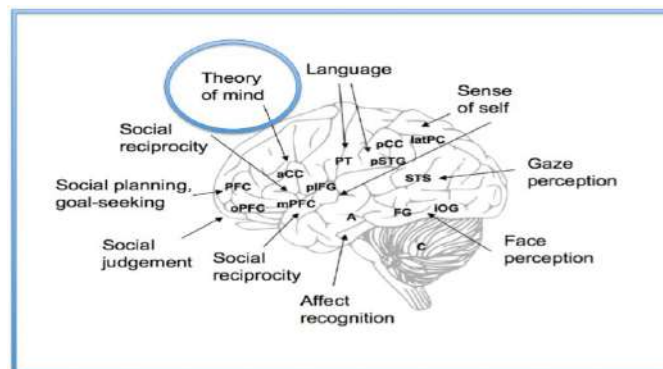 Theory
of mind
Language
Sense
of self
Social
reciprocity
pCC
latPC
PT
pSTG
aCC
Gaze
perception
STS
Social planning,
goal-seeking
PFC
pIFG
oPFC
mPFC
A
FG
iOG
Social
judgement
Social
reciprocity
C
Face
perception
Affect
recognition